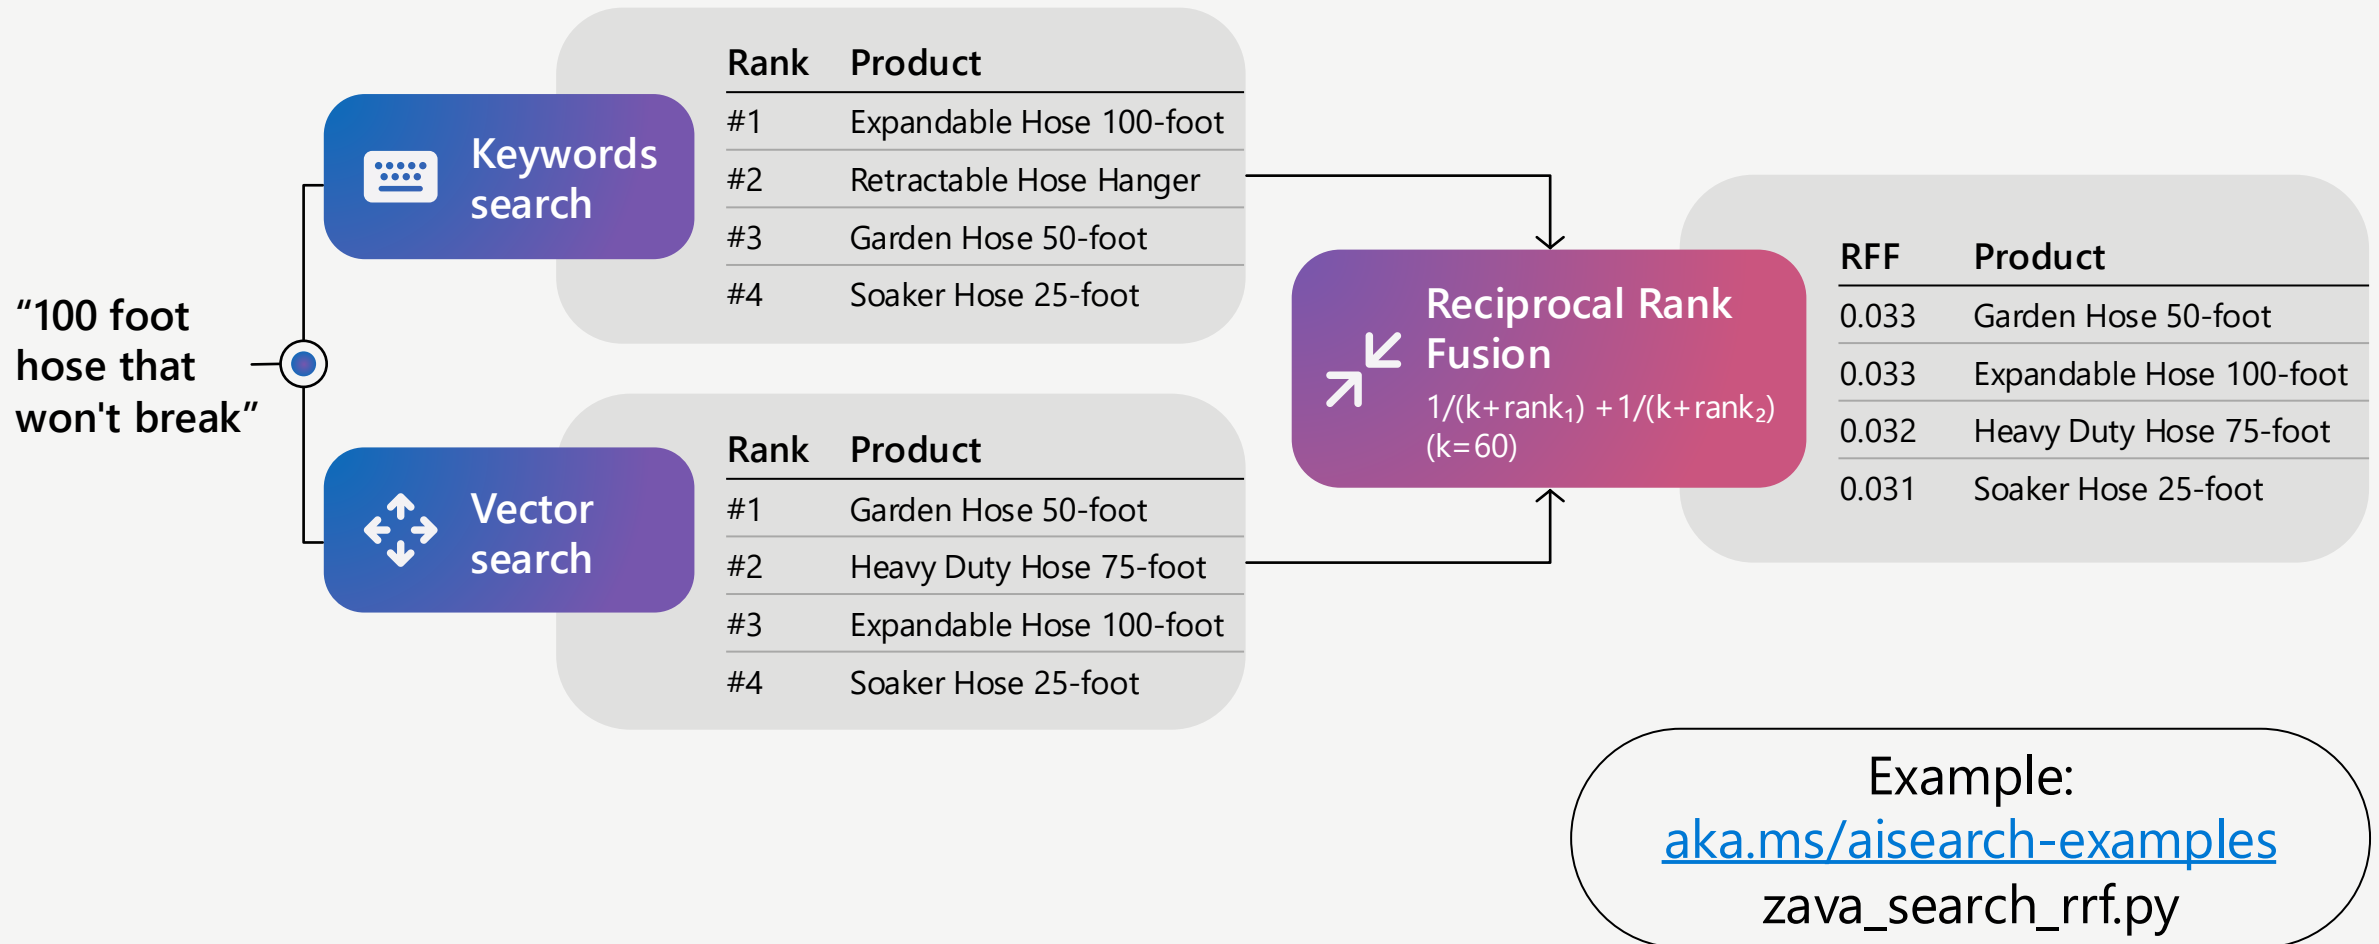 “100 foot
hose that
won't break”
Keywords
search
Rank Product
#1 Expandable Hose 100-foot
#2 Retractable Hose Hanger
#3 Garden Hose 50-foot
#4 Soaker Hose 25-foot
Vector
search
Rank Product
#1 Garden Hose 50-foot
#2 Heavy Duty Hose 75-foot
#3 Expandable Hose 100-foot
#4 Soaker Hose 25-foot
Reciprocal Rank
Fusion
1/(k+rank₁) +1/(k+rank₂)
(k=60)
RFF Product
0.033 Garden Hose 50-foot
0.033 Expandable Hose 100-foot
0.032 Heavy Duty Hose 75-foot
0.031 Soaker Hose 25-foot
Example:
aka.ms/aisearch-examples
zava_search_rrf.py